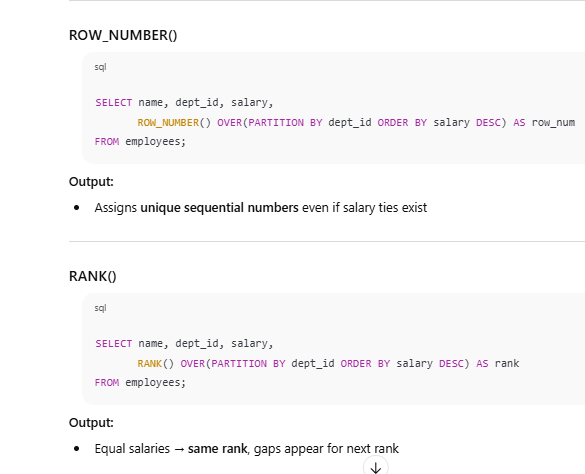 ROW_NUMBER()
sql
SELECT name, dept_id, salary,
ROW_NUMBER() OVER(PARTITION BY dept_id ORDER BY salary DESC) AS row_num
FROM employees;
Output:
• Assigns unique sequential numbers even if salary ties exist
RANK()
sql
SELECT name, dept_id, salary,
RANK() OVER(PARTITION BY dept_id ORDER BY salary DESC) AS rank
FROM employees;
Output:
• Equal salaries → same rank, gaps appear for next rank